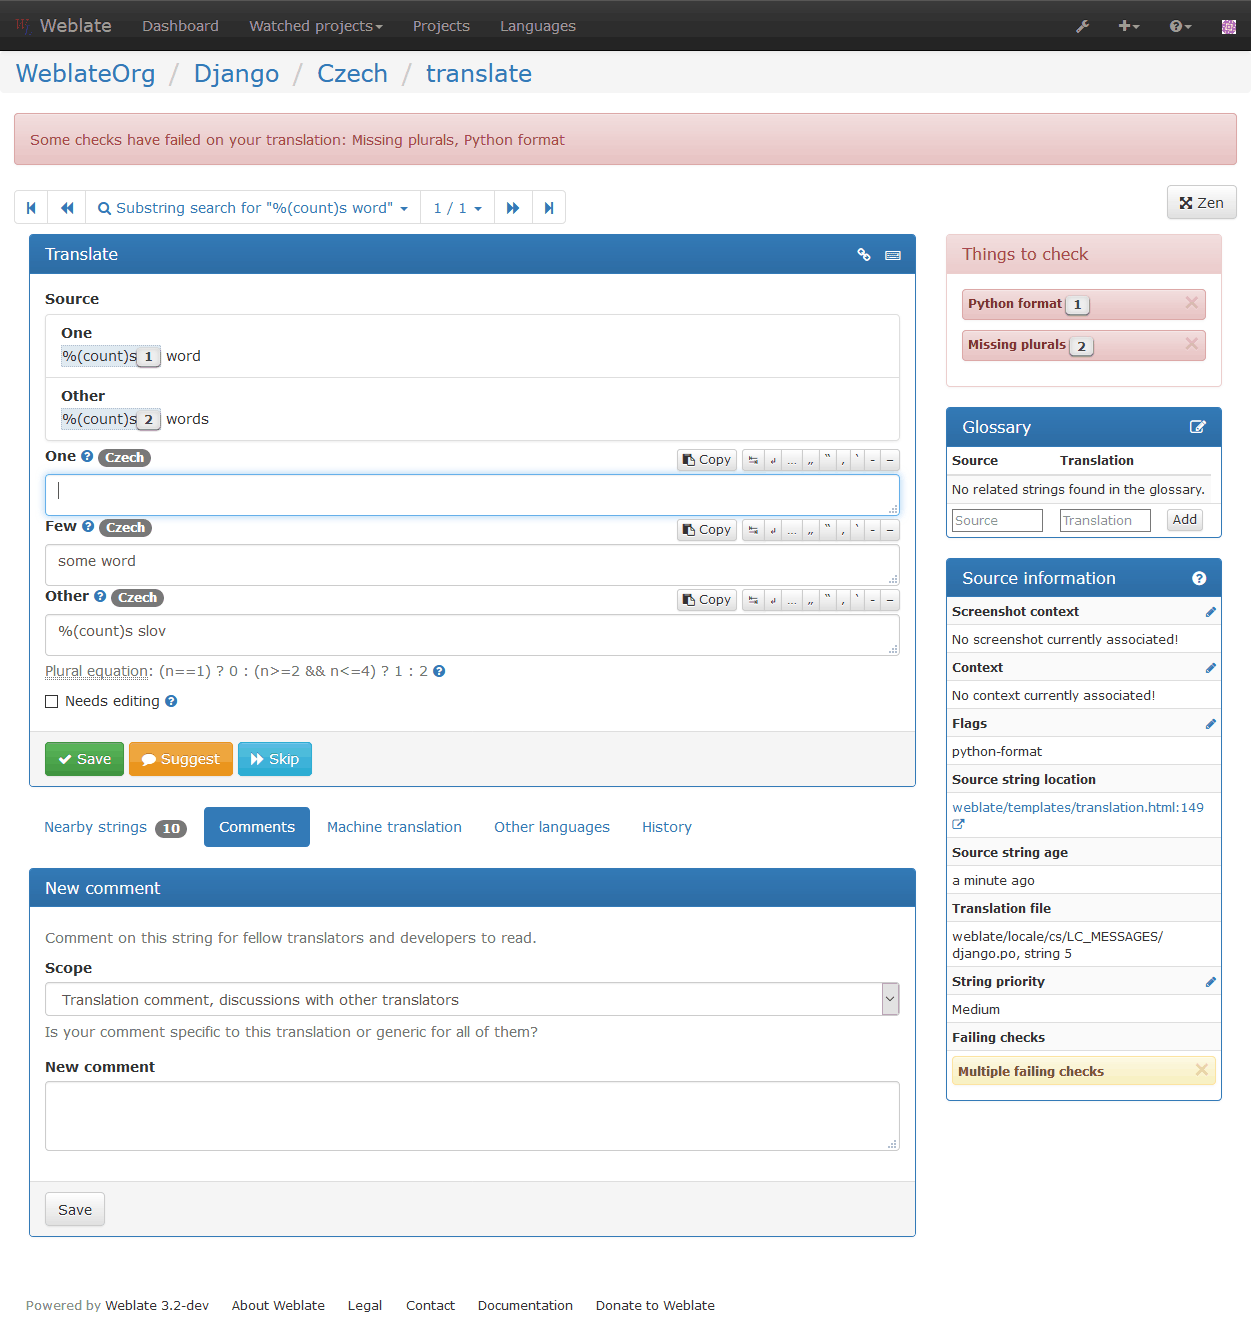 Weblate Dashboard Watched projects Projects Languages
WeblateOrg / Django / Czech / translate
Some checks have failed on your translation: Missing plurals, Python format
Substring search for "%(count)s word" 1 / 1
Zen
Translate
Source
One
%(count)s 1 word
Other
%(count)s 2 words
One Czech
Copy … „ “ ‚ ‘ - –
Few Czech
Copy … „ “ ‚ ‘ - –
some word
Other Czech
Copy … „ “ ‚ ‘ - –
%(count)s slov
Plural equation: (n==1) ? 0 : (n>=2 && n<=4) ? 1 : 2
Needs editing
Save Suggest Skip
Nearby strings 10 Comments Machine translation Other languages History
New comment
Comment on this string for fellow translators and developers to read.
Scope
Translation comment, discussions with other translators
Is your comment specific to this translation or generic for all of them?
New comment
Save
Things to check
Python format 1
Missing plurals 2
Glossary
Source Translation
No related strings found in the glossary.
Source Translation Add
Source information
Screenshot context
No screenshot currently associated!
Context
No context currently associated!
Flags
python-format
Source string location
weblate/templates/translation.html:149
Source string age
a minute ago
Translation file
weblate/locale/cs/LC_MESSAGES/
django.po, string 5
String priority
Medium
Failing checks
Multiple failing checks
Powered by Weblate 3.2-dev About Weblate Legal Contact Documentation Donate to Weblate